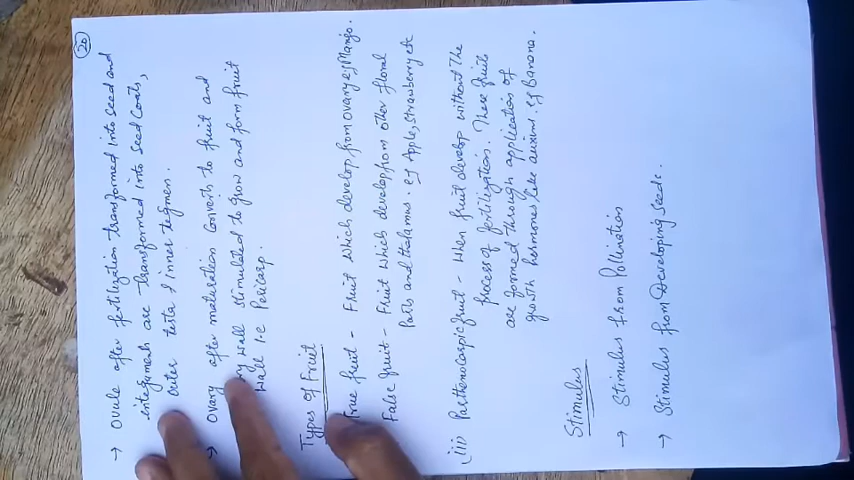 20
→ Ovule after fertilization transformed into seed and
integuments are transformed into seed coats,
outer testa & inner tegmen.
→ Ovary after maturation converts to fruit and
wall stimulated to grow and form fruit
wall i.e Pericarp.
Types of Fruit
True fruit - Fruit which develop from ovary eg Mango.
False fruit - Fruit which develop from other floral
Parts and thalamus. eg Apple, strawberry etc
(iii) Parthenocarpic fruit - When fruit develop without the
process of fertilization. These fruits
are formed through application of
growth hormones like auxins. eg Banana.
Stimulus
→ Stimulus from Pollination
→ Stimulus from Developing seeds.